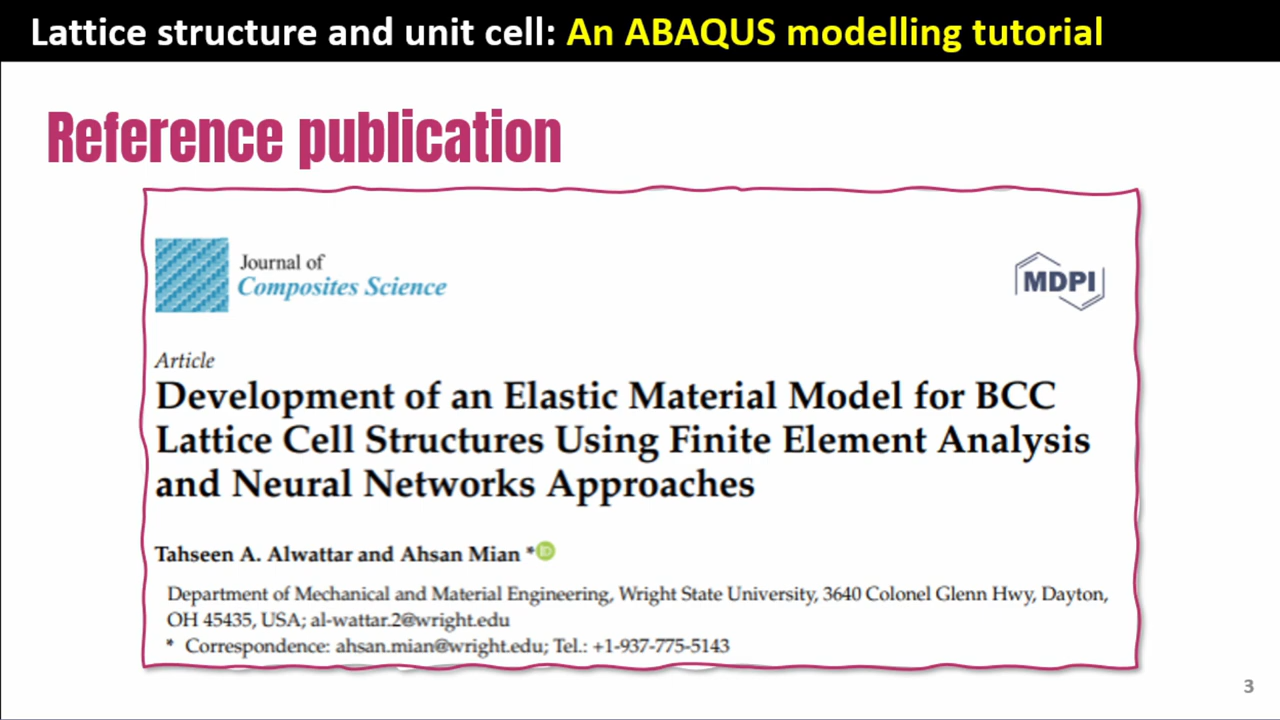 Lattice structure and unit cell: An ABAQUS modelling tutorial
Reference publication
Journal of
Composites Science
MDPI
Article
Development of an Elastic Material Model for BCC
Lattice Cell Structures Using Finite Element Analysis
and Neural Networks Approaches
Tahseen A. Alwattar and Ahsan Mian * iD
Department of Mechanical and Material Engineering, Wright State University, 3640 Colonel Glenn Hwy, Dayton,
OH 45435, USA; al-wattar.2@wright.edu
* Correspondence: ahsan.mian@wright.edu; Tel.: +1-937-775-5143
3